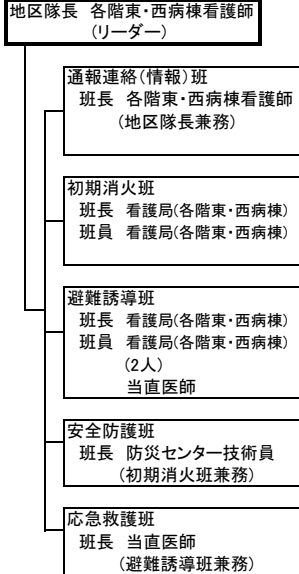 地区隊長 各階東・西病棟看護師
(リーダー)
通報連絡(情報)班
班長 各階東・西病棟看護師
(地区隊長兼務)
初期消火班
班長 看護局(各階東・西病棟)
班員 看護局(各階東・西病棟)
避難誘導班
班長 看護局(各階東・西病棟)
班員 看護局(各階東・西病棟)
(2人)
当直医師
安全防護班
班長 防災センター技術員
(初期消火班兼務)
応急救護班
班長 当直医師
(避難誘導班兼務)